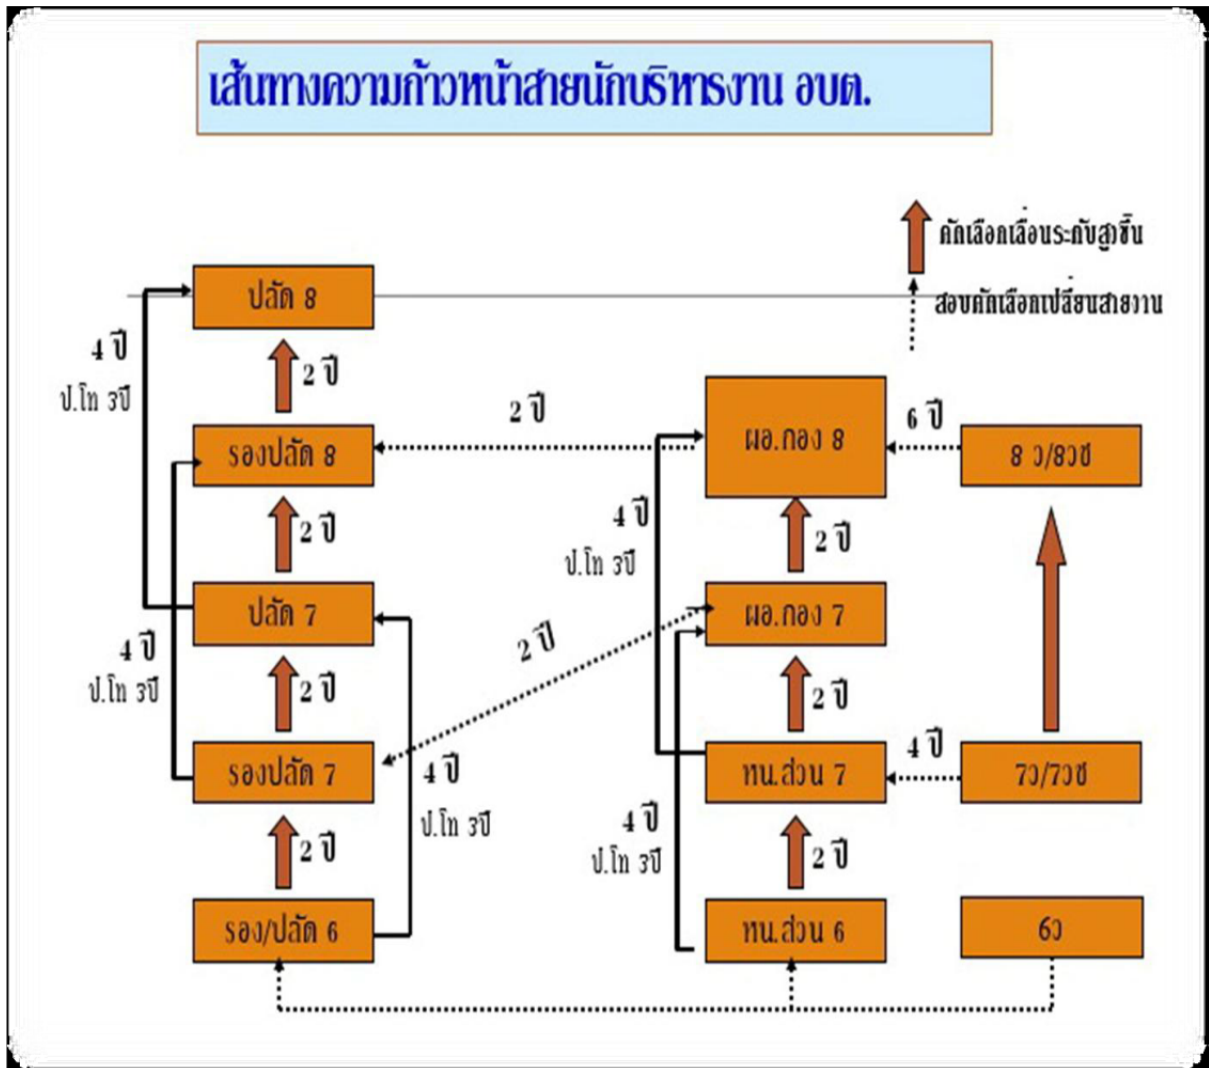 เส้นทางความก้าวหน้าสายนักบริหารงาน อบต.
คัดเลือกเลื่อนระดับสูงขึ้น
สอบคัดเลือกเปลี่ยนสายงาน
ปลัด 8
4 ปี
ป.โท 3ปี
2 ปี
รองปลัด 8
2 ปี
ผอ.กอง 8
6 ปี
8 ว/8วช
2 ปี
4 ปี
ป.โท 3ปี
2 ปี
ปลัด 7
ผอ.กอง 7
4 ปี
ป.โท 3ปี
2 ปี
2 ปี
2 ปี
รองปลัด 7
4 ปี
ป.โท 3ปี
หน.ส่วน 7
4 ปี
7ว/7วช
2 ปี
4 ปี
ป.โท 3ปี
2 ปี
รอง/ปลัด 6
หน.ส่วน 6
6ว